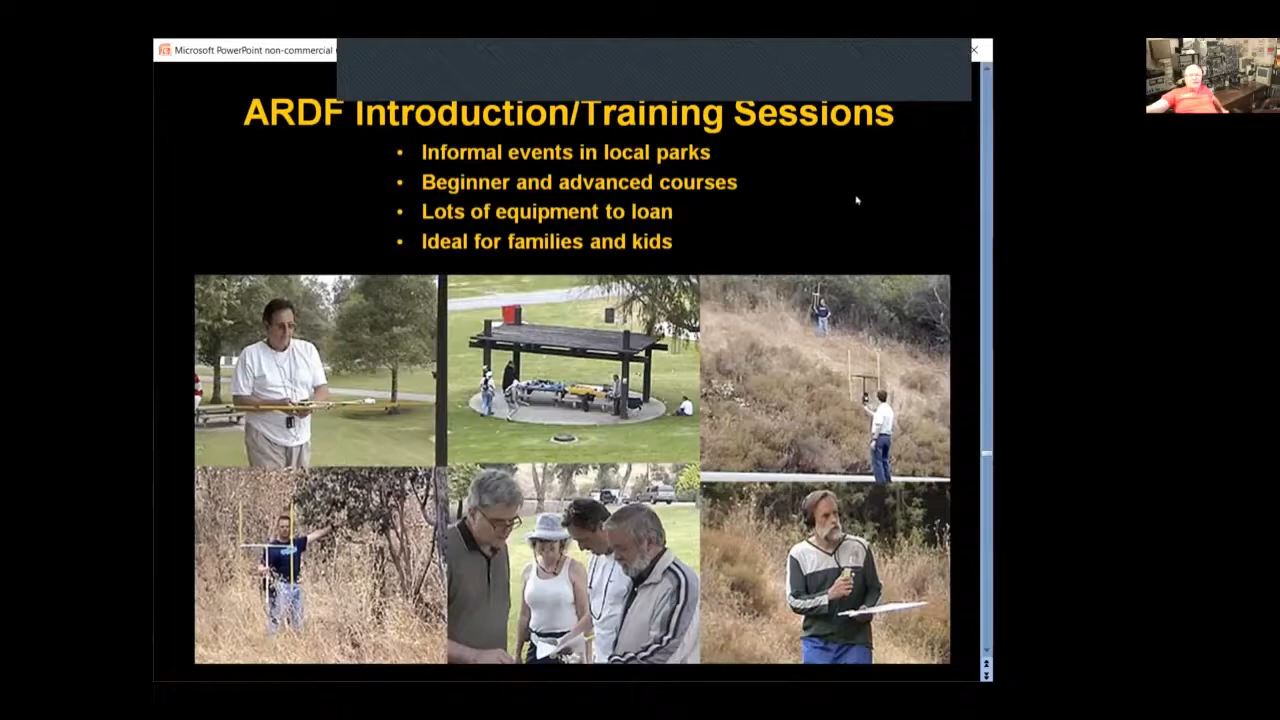 Microsoft PowerPoint non-commercial
ARDF Introduction/Training Sessions
• Informal events in local parks
• Beginner and advanced courses
• Lots of equipment to loan
• Ideal for families and kids